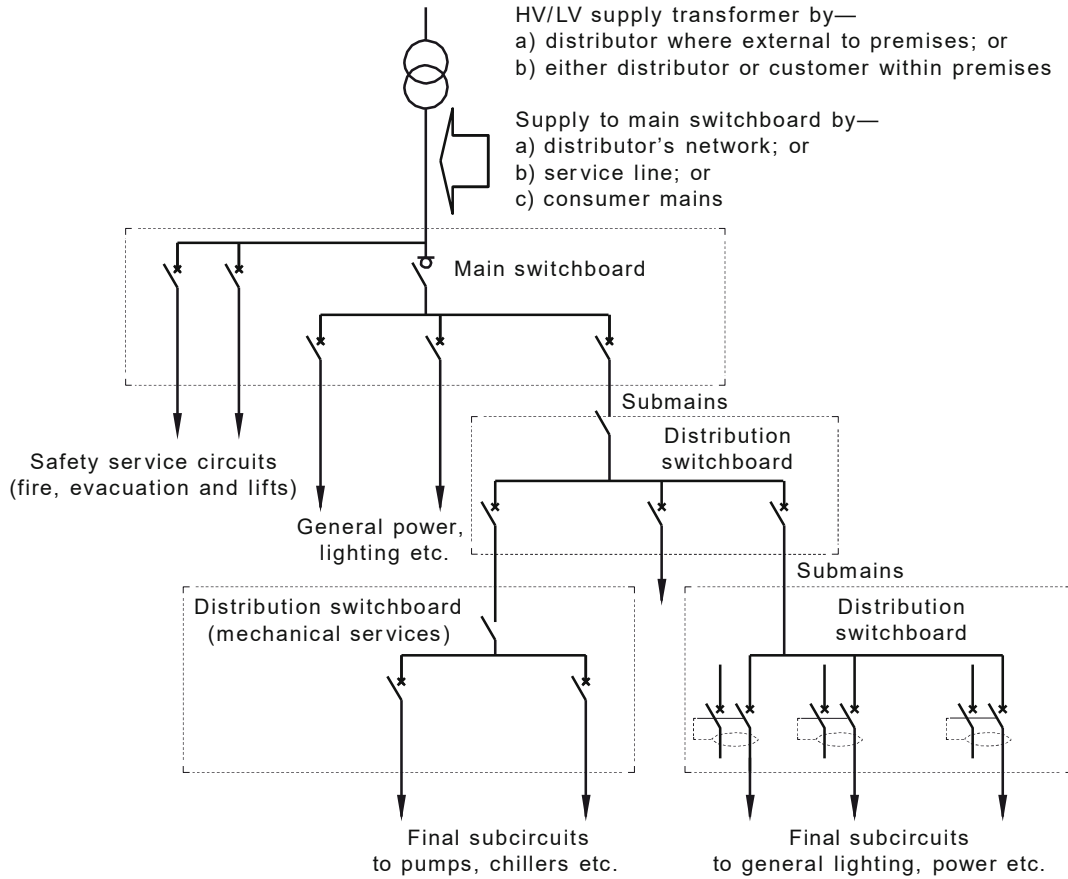 HV/LV supply transformer by—
a) distributor where external to premises; or
b) either distributor or customer within premises
Supply to main switchboard by—
a) distributor’s network; or
b) service line; or
c) consumer mains
Main switchboard
Submains
Distribution
switchboard
Safety service circuits
(fire, evacuation and lifts)
General power,
lighting etc.
Submains
Distribution switchboard
(mechanical services)
Distribution
switchboard
Final subcircuits
to pumps, chillers etc.
Final subcircuits
to general lighting, power etc.